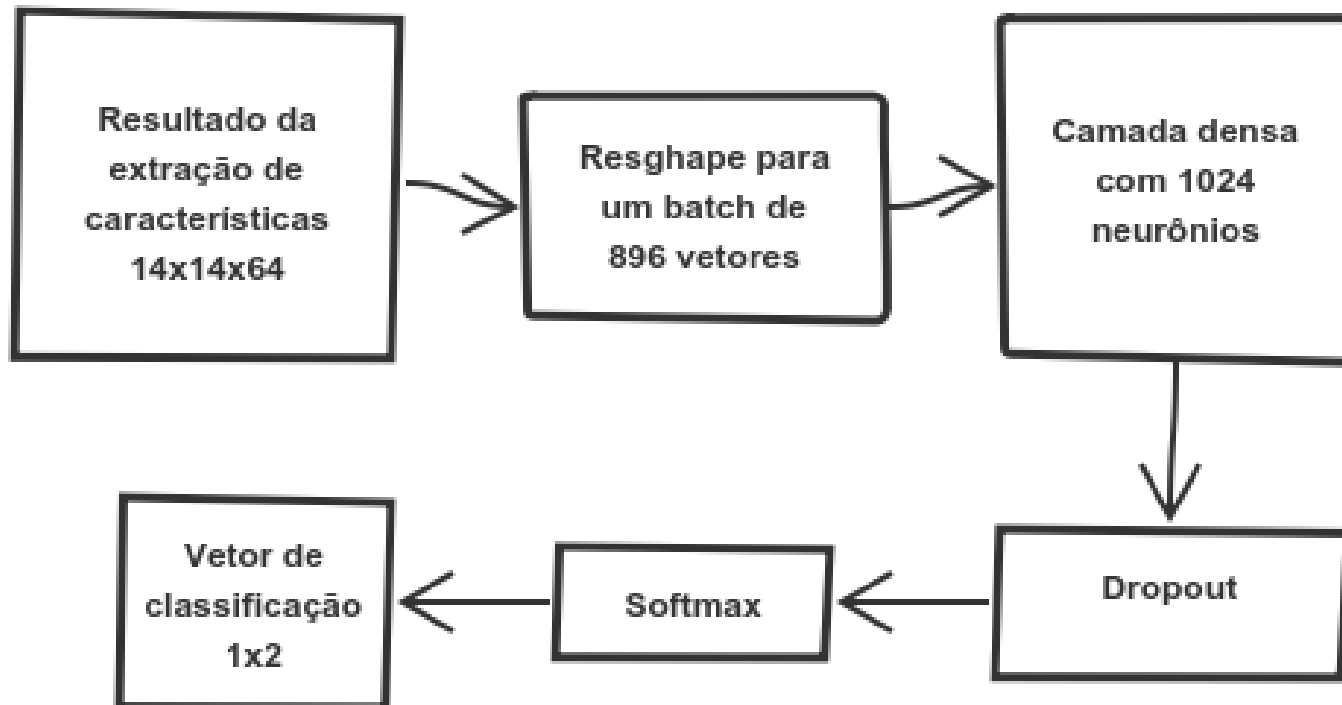 Resultado da
extração de
característícas
14x14x64
Resghape para
um batch de
896 vetores
Camada densa
com 1024
neurônios
Dropout
Softmax
Vetor de
classificação
1x2